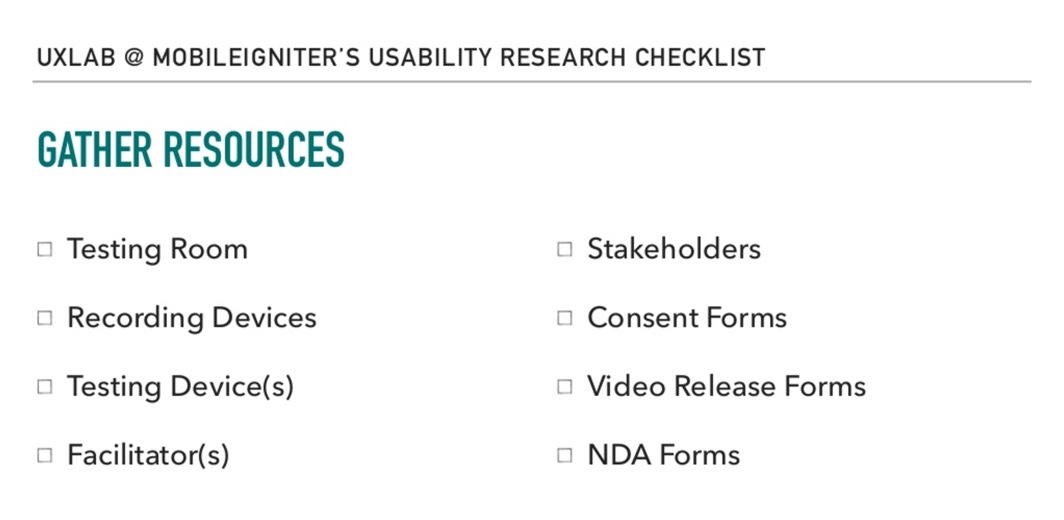 UXLAB @ MOBILEIGNITER’S USABILITY RESEARCH CHECKLIST
GATHER RESOURCES
Testing Room
Recording Devices
Testing Device(s)
Facilitator(s)
Stakeholders
Consent Forms
Video Release Forms
NDA Forms